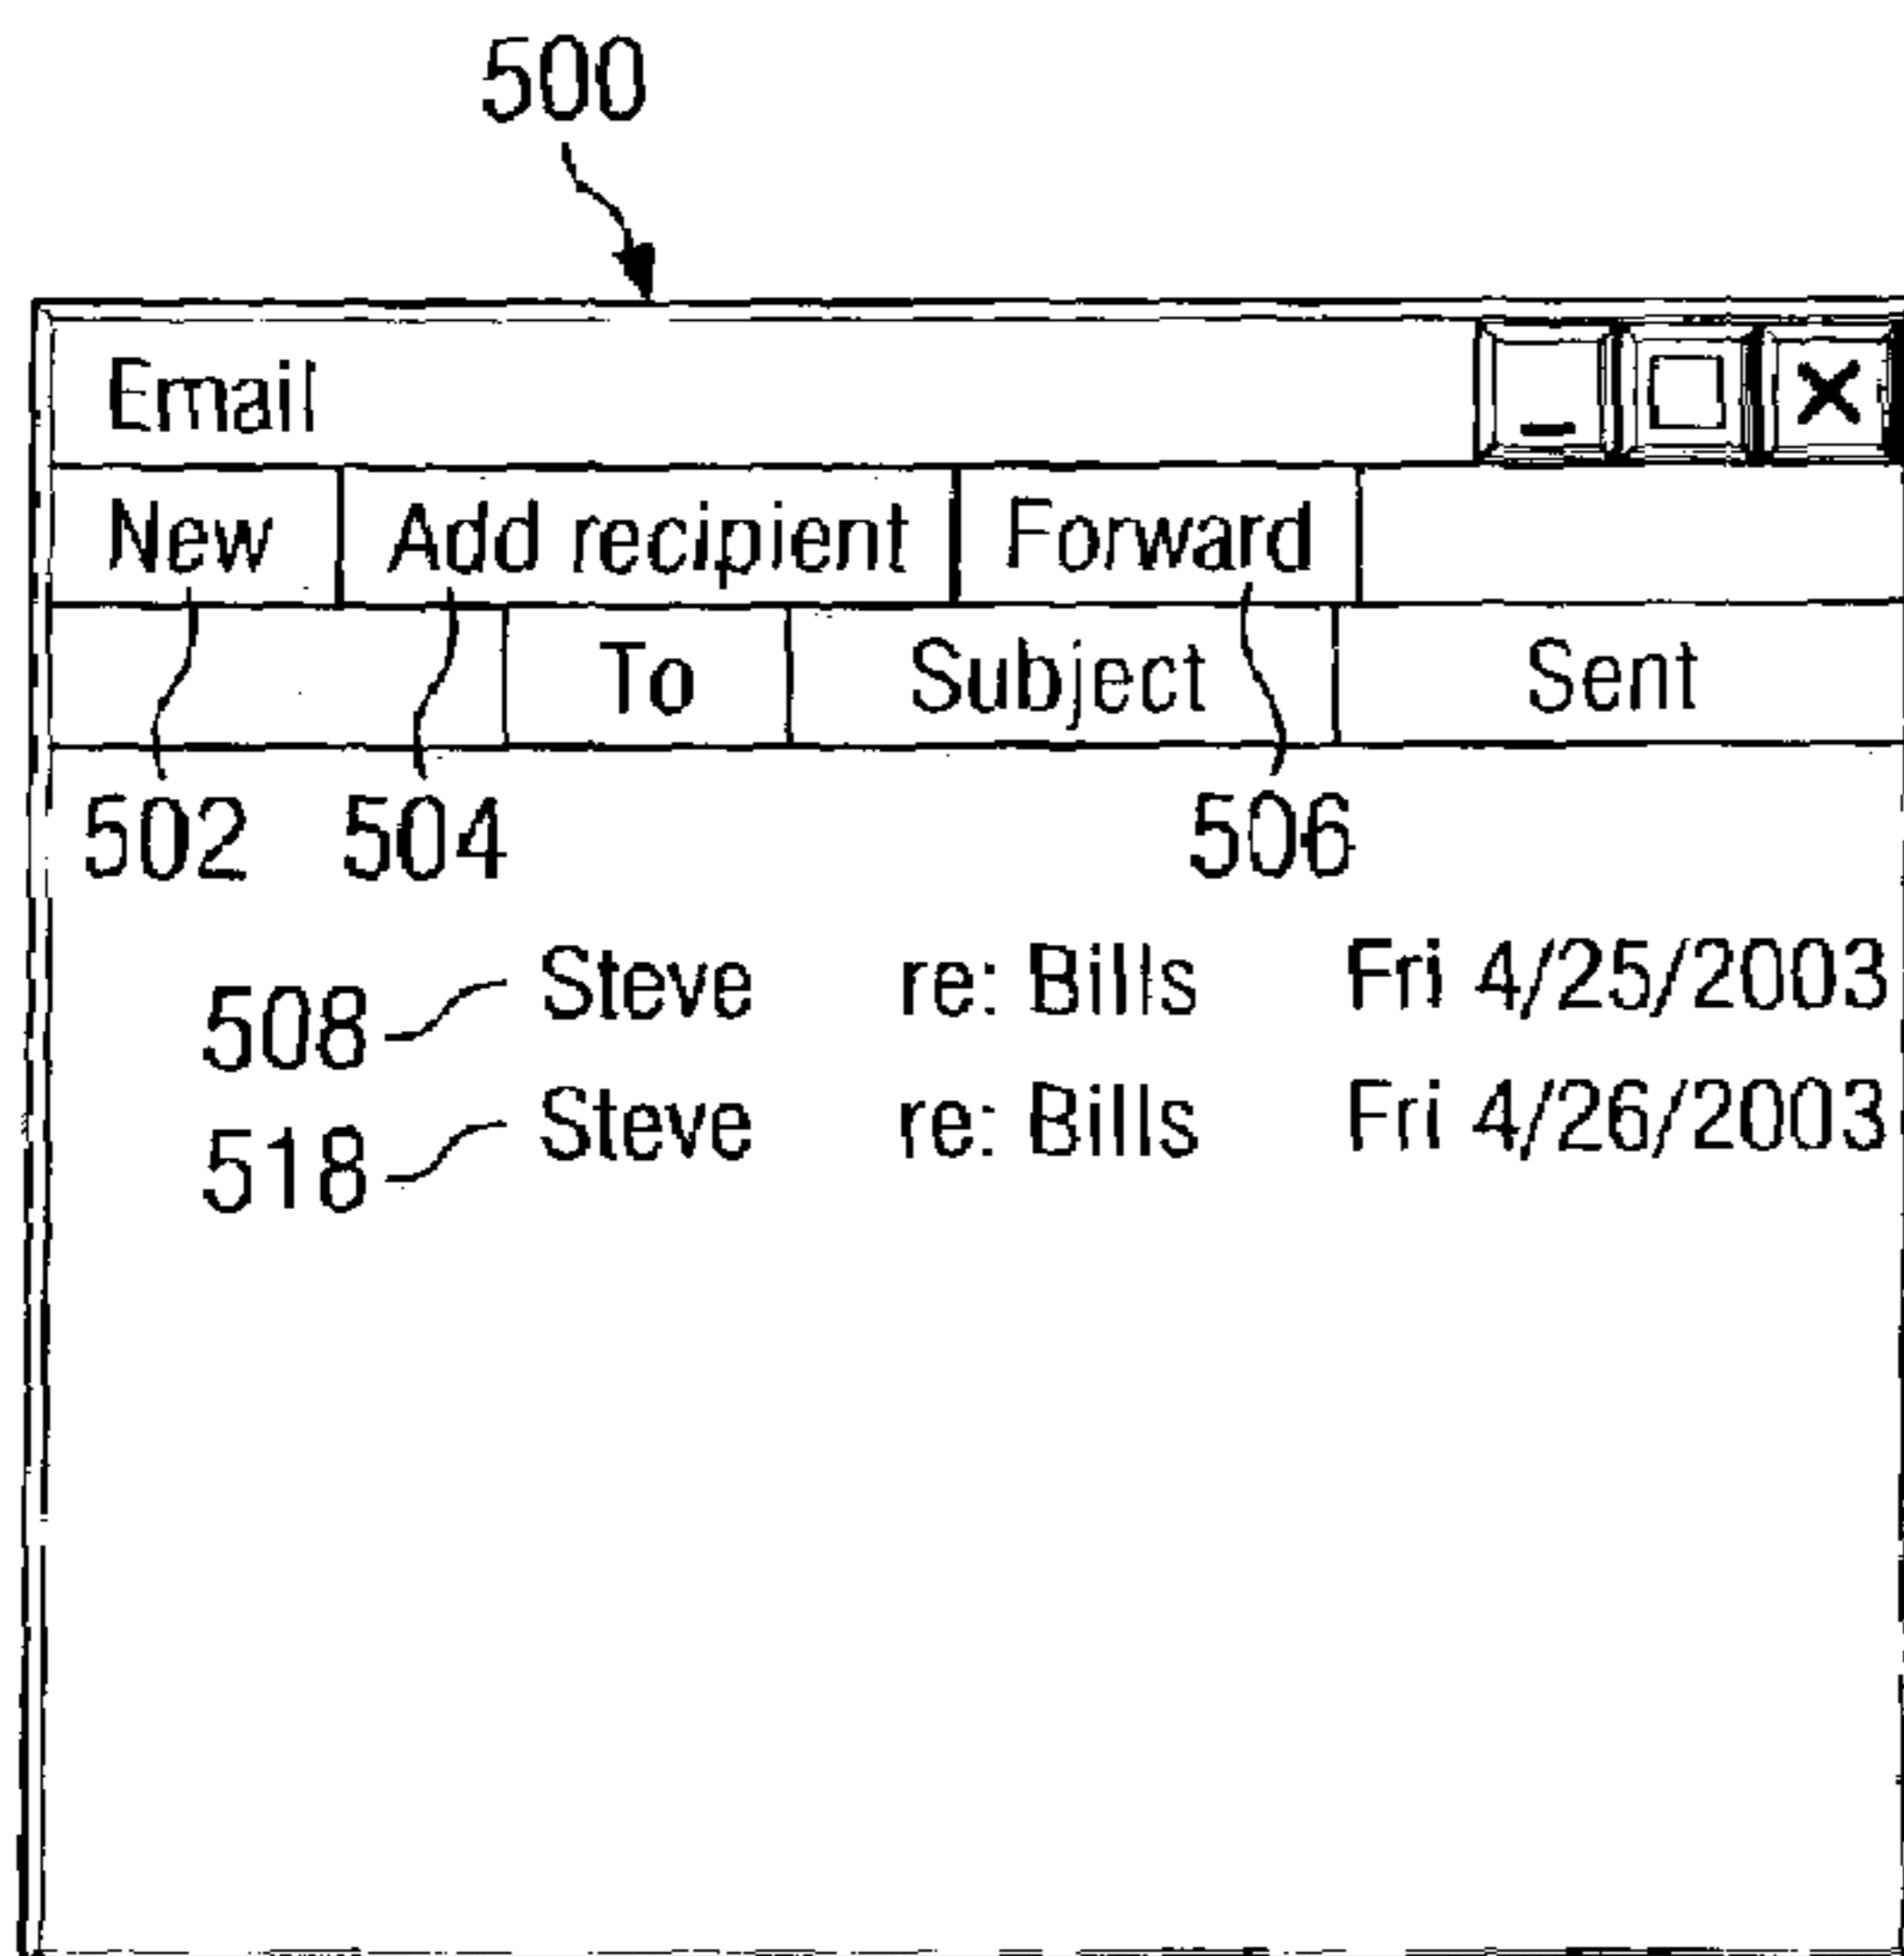 500
Email
New Add recipient Forward
To Subject Sent
502 504 506
508 Steve re: Bills Fri 4/25/2003
518 Steve re: Bills Fri 4/26/2003